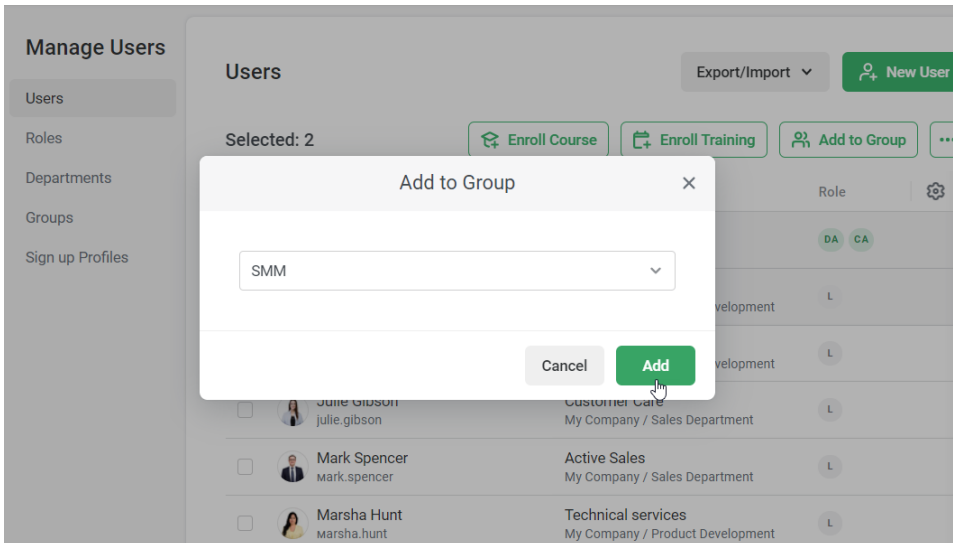 Manage Users
Users
Roles
Departments
Groups
Sign up Profiles
Users
Export/Import
New User
Selected: 2
Enroll Course
Enroll Training
Add to Group
Role
DA CA
L
velopment
L
velopment
Add to Group
SMM
Cancel
Add
Julie Gibson
julie.gibson
Customer Care
My Company / Sales Department
L
Mark Spencer
mark.spencer
Active Sales
My Company / Sales Department
L
Marsha Hunt
marsha.hunt
Technical services
My Company / Product Development
L